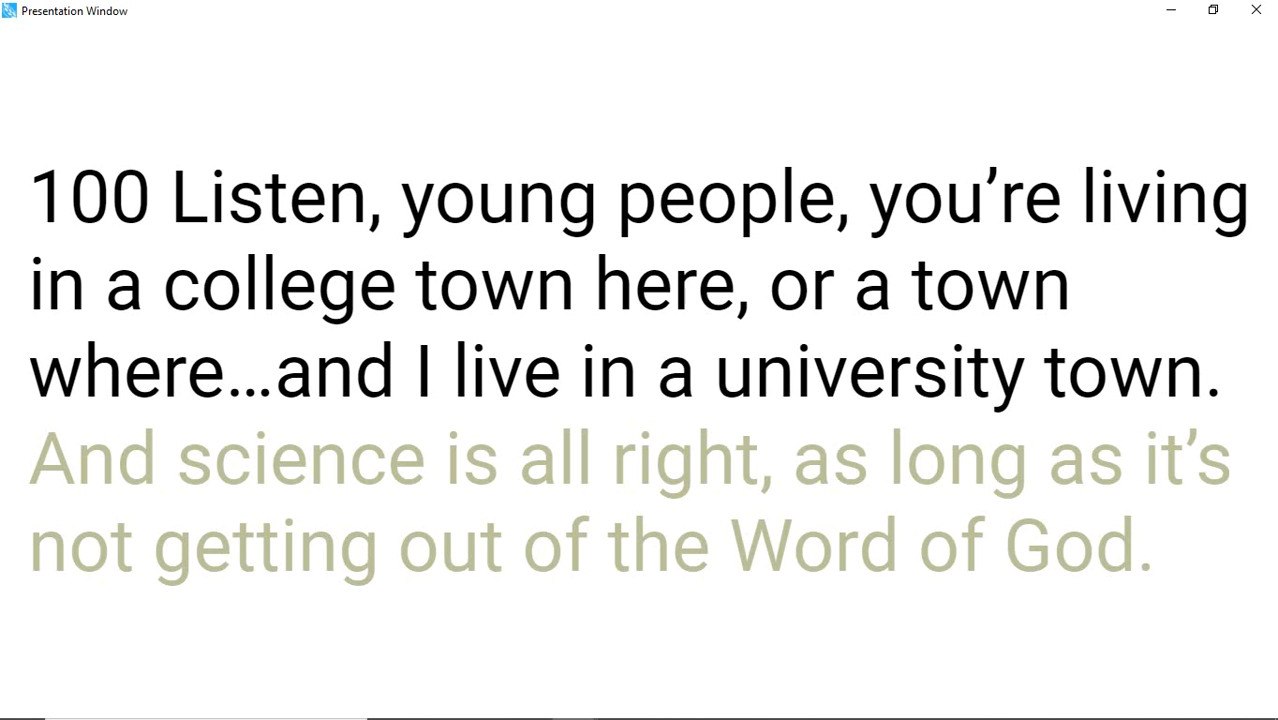 Presentation Window
100 Listen, young people, you’re living
in a college town here, or a town
where…and I live in a university town.
And science is all right, as long as it’s
not getting out of the Word of God.